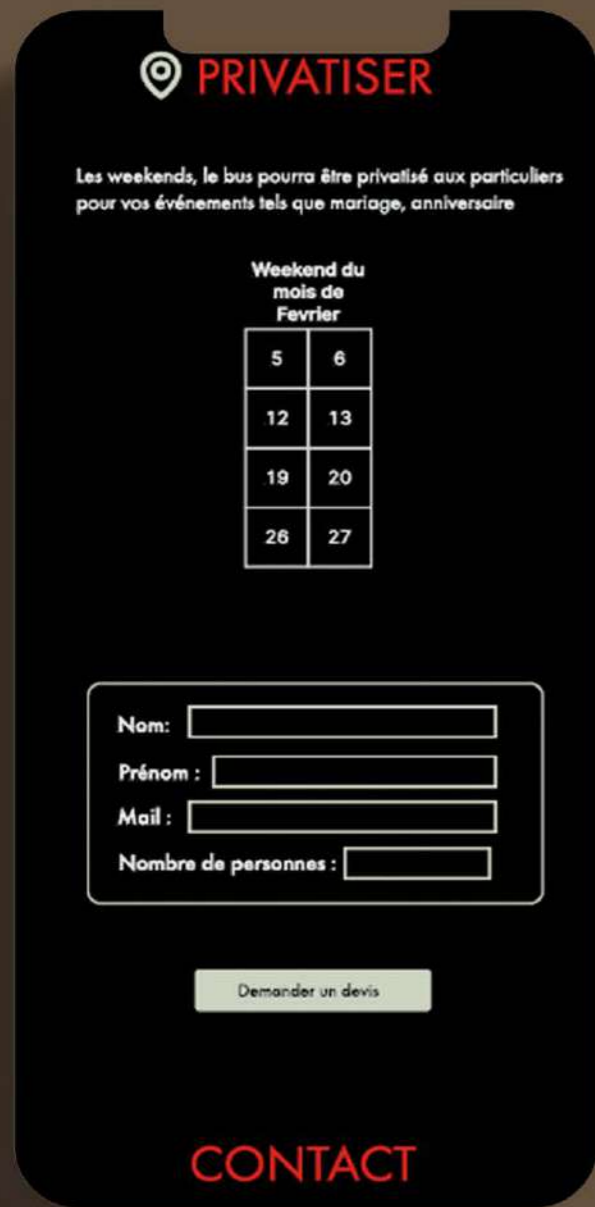 PRIVATISER
Les weekends, le bus pourra être privatisé aux particuliers
pour vos événements tels que mariage, anniversaire
Weekend du
mois de
Fevrier
5 6
12 13
19 20
26 27
Nom:
Prénom :
Mail :
Nombre de personnes :
Demander un devis
CONTACT